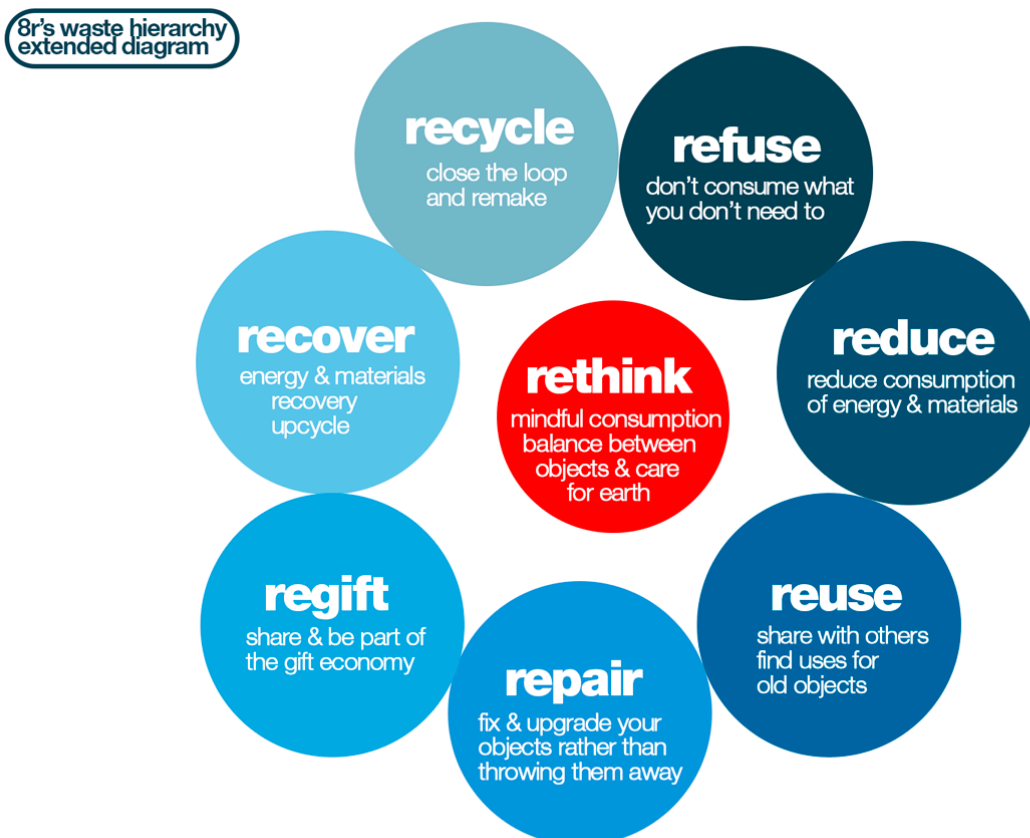 8r's waste hierarchy
extended diagram
recycle
close the loop
and remake
refuse
don't consume what
you don't need to
reduce
reduce consumption
of energy & materials
reuse
share with others
find uses for
old objects
repair
fix & upgrade your
objects rather than
throwing them away
regift
share & be part of
the gift economy
recover
energy & materials
recovery
upcycle
rethink
mindful consumption
balance between
objects & care
for earth